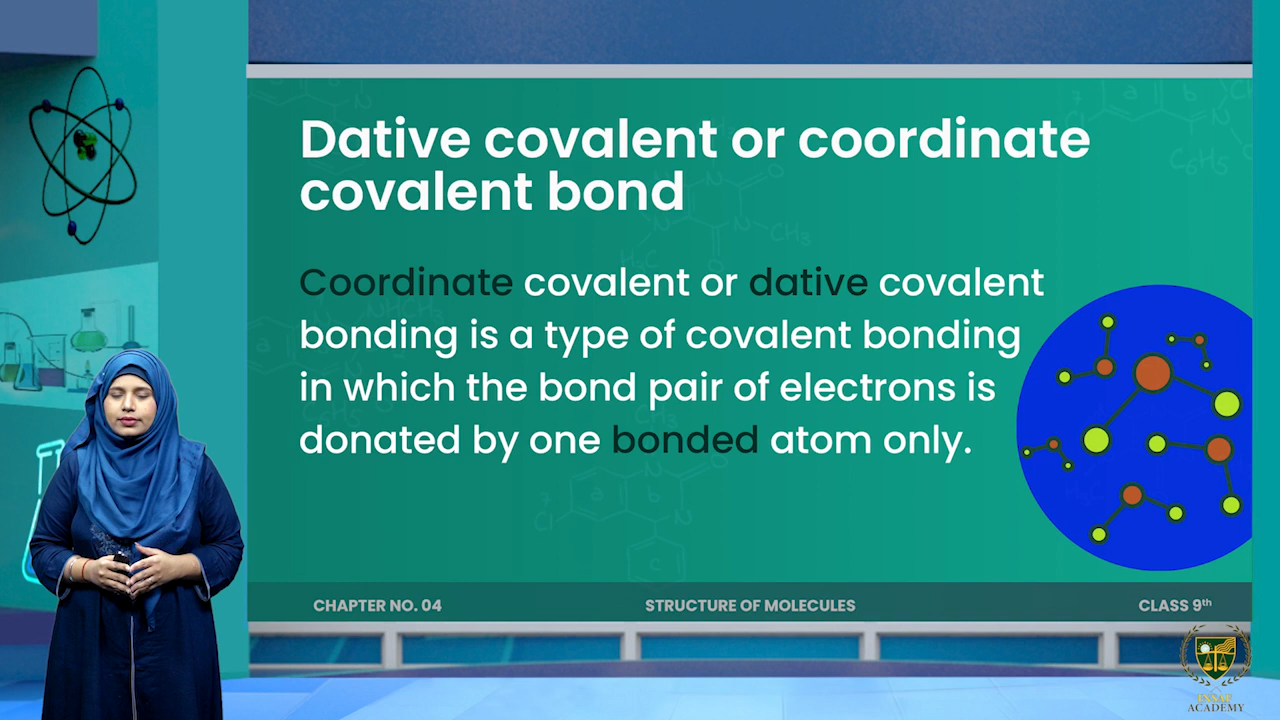 Dative covalent or coordinate
covalent bond
Coordinate covalent or dative covalent
bonding is a type of covalent bonding
in which the bond pair of electrons is
donated by one bonded atom only.
CHAPTER NO. 04
STRUCTURE OF MOLECULES
CLASS 9th
INSAF
ACADEMY